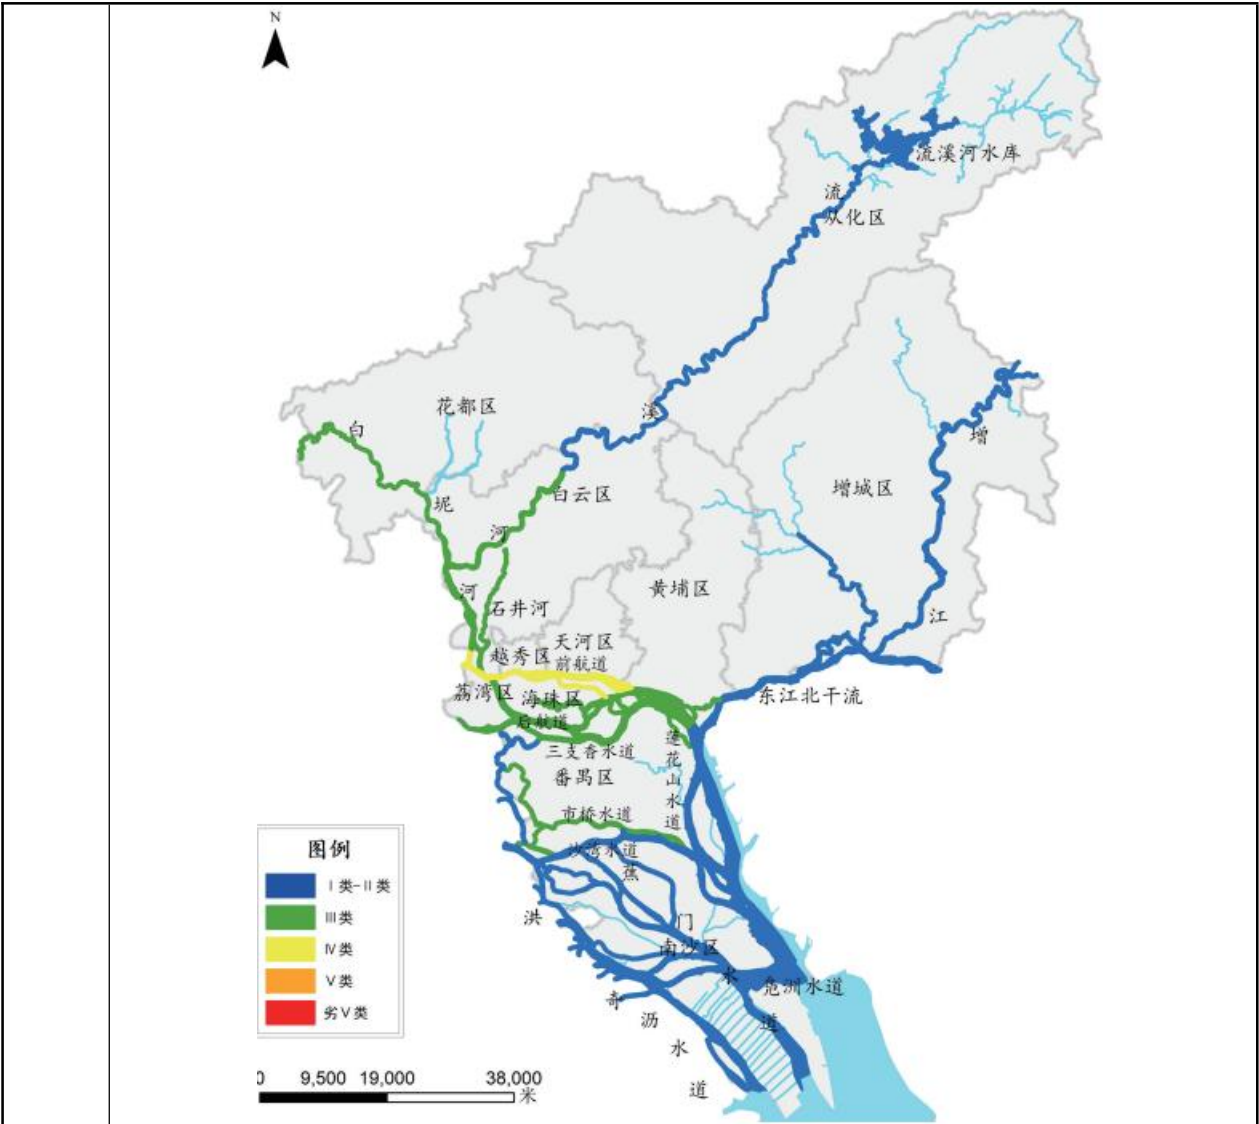 N
流溪河水库
流
从化区
花都区
溪
白
增
坭
白云区
增城区
河
河
石井河
黄埔区
江
天河区
越秀区
前航道
荔湾区
海珠区
东江北干流
后航道
三支香水道
莲花山水道
番禺区
市桥水道
沙湾水道
蕉
洪
门
南沙区
水
凫洲水道
奇
沥
道
水
道
图例
Ⅰ类-Ⅱ类
Ⅲ类
Ⅳ类
Ⅴ类
劣Ⅴ类
0 9,500 19,000 38,000
米